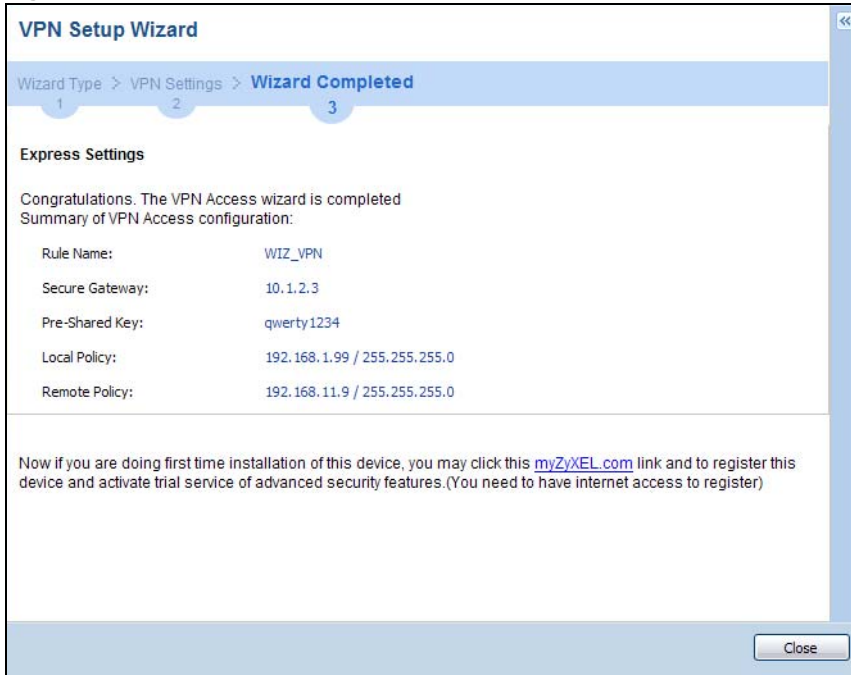 VPN Setup Wizard
«
Wizard Type > VPN Settings > Wizard Completed
1 2 3
Express Settings
Congratulations. The VPN Access wizard is completed
Summary of VPN Access configuration:
Rule Name: WIZ_VPN
Secure Gateway: 10.1.2.3
Pre-Shared Key: qwerty1234
Local Policy: 192.168.1.99 / 255.255.255.0
Remote Policy: 192.168.11.9 / 255.255.255.0
Now if you are doing first time installation of this device, you may click this myZyXEL.com link and to register this
device and activate trial service of advanced security features.(You need to have internet access to register)
Close